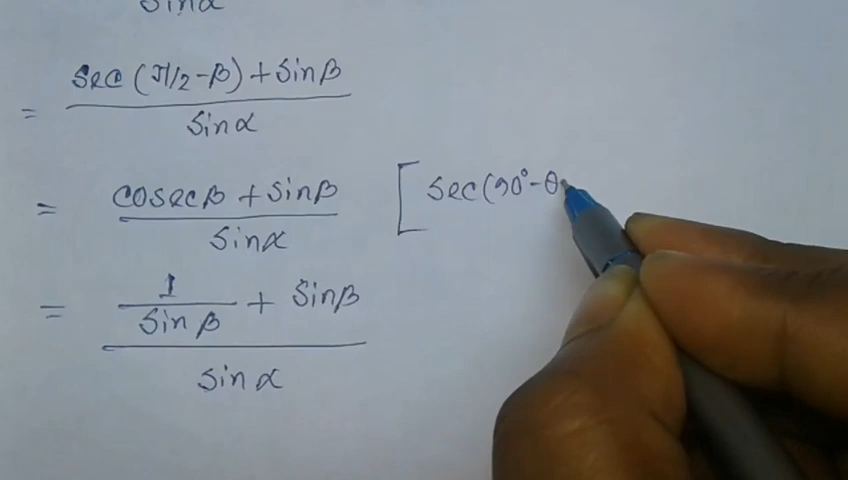 sinα
= sec (π/2 - β) + sinβ
sinα
= cosecβ + sinβ [ sec(90° - θ
sinα
= 1 + sinβ
sinβ
sinα